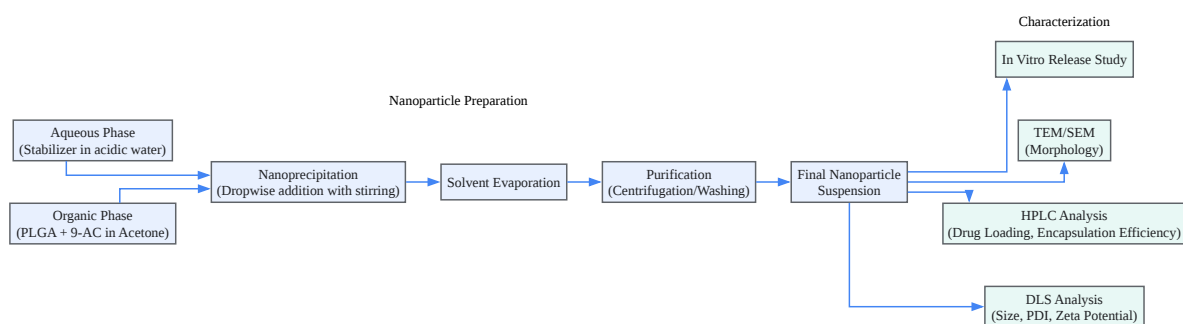 Characterization
In Vitro Release Study
Nanoparticle Preparation
Aqueous Phase
(Stabilizer in acidic water)
TEM/SEM
(Morphology)
Nanoprecipitation
(Dropwise addition with stirring)
Solvent Evaporation
Purification
(Centrifugation/Washing)
Final Nanoparticle
Suspension
Organic Phase
(PLGA + 9-AC in Acetone)
HPLC Analysis
(Drug Loading, Encapsulation Efficiency)
DLS Analysis
(Size, PDI, Zeta Potential)